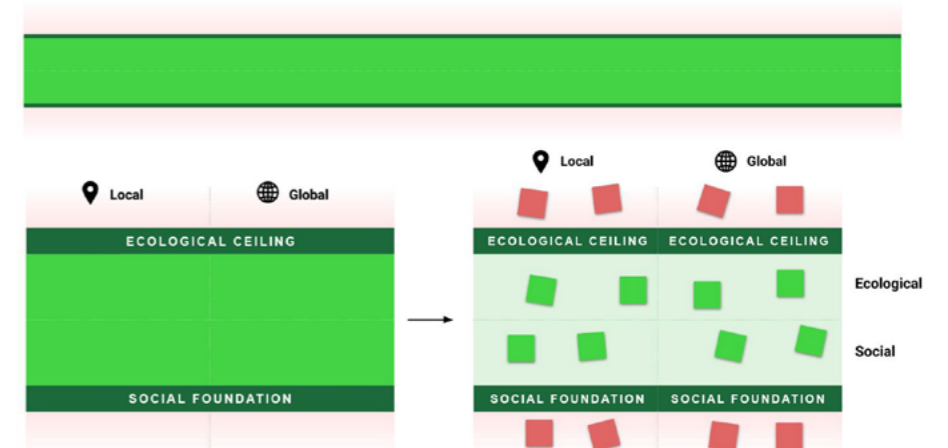 Local
Global
ECOLOGICAL CEILING
SOCIAL FOUNDATION
Local
Global
ECOLOGICAL CEILING
ECOLOGICAL CEILING
Ecological
Social
SOCIAL FOUNDATION
SOCIAL FOUNDATION